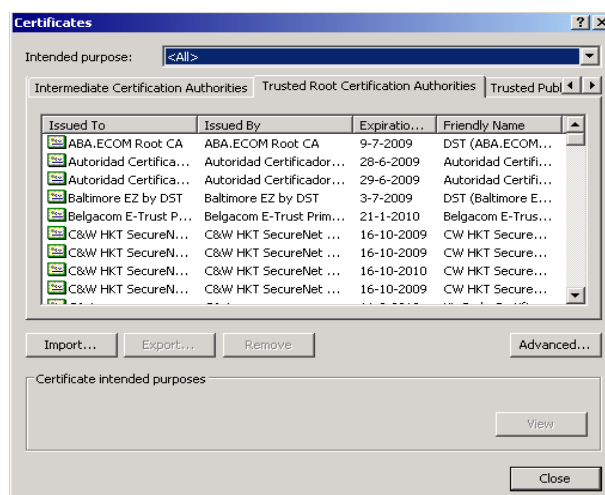 Certificates
Intended purpose: <All>
Intermediate Certification Authorities Trusted Root Certification Authorities Trusted Publ
Issued To Issued By Expiratio... Friendly Name
ABA.ECOM Root CA ABA.ECOM Root CA 9-7-2009 DST (ABA.ECOM...
Autoridad Certifica... Autoridad Certificador... 28-6-2009 Autoridad Certifi...
Autoridad Certifica... Autoridad Certificador... 29-6-2009 Autoridad Certifi...
Baltimore EZ by DST Baltimore EZ by DST 3-7-2009 DST (Baltimore E...
Belgacom E-Trust P... Belgacom E-Trust Prim... 21-1-2010 Belgacom E-Trus...
C&W HKT SecureN... C&W HKT SecureNet ... 16-10-2009 CW HKT Secure...
C&W HKT SecureN... C&W HKT SecureNet ... 16-10-2009 CW HKT Secure...
C&W HKT SecureN... C&W HKT SecureNet ... 16-10-2010 CW HKT Secure...
C&W HKT SecureN... C&W HKT SecureNet ... 16-10-2009 CW HKT Secure...
Import... Export... Remove Advanced...
Certificate intended purposes
View
Close